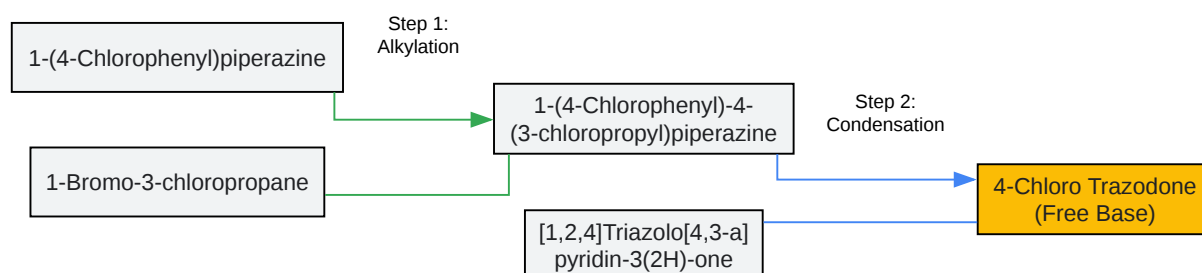 Step 1:
Alkylation
1-(4-Chlorophenyl)piperazine
1-(4-Chlorophenyl)-4-
(3-chloropropyl)piperazine
Step 2:
Condensation
1-Bromo-3-chloropropane
4-Chloro Trazodone
(Free Base)
[1,2,4]Triazolo[4,3-a]
pyridin-3(2H)-one